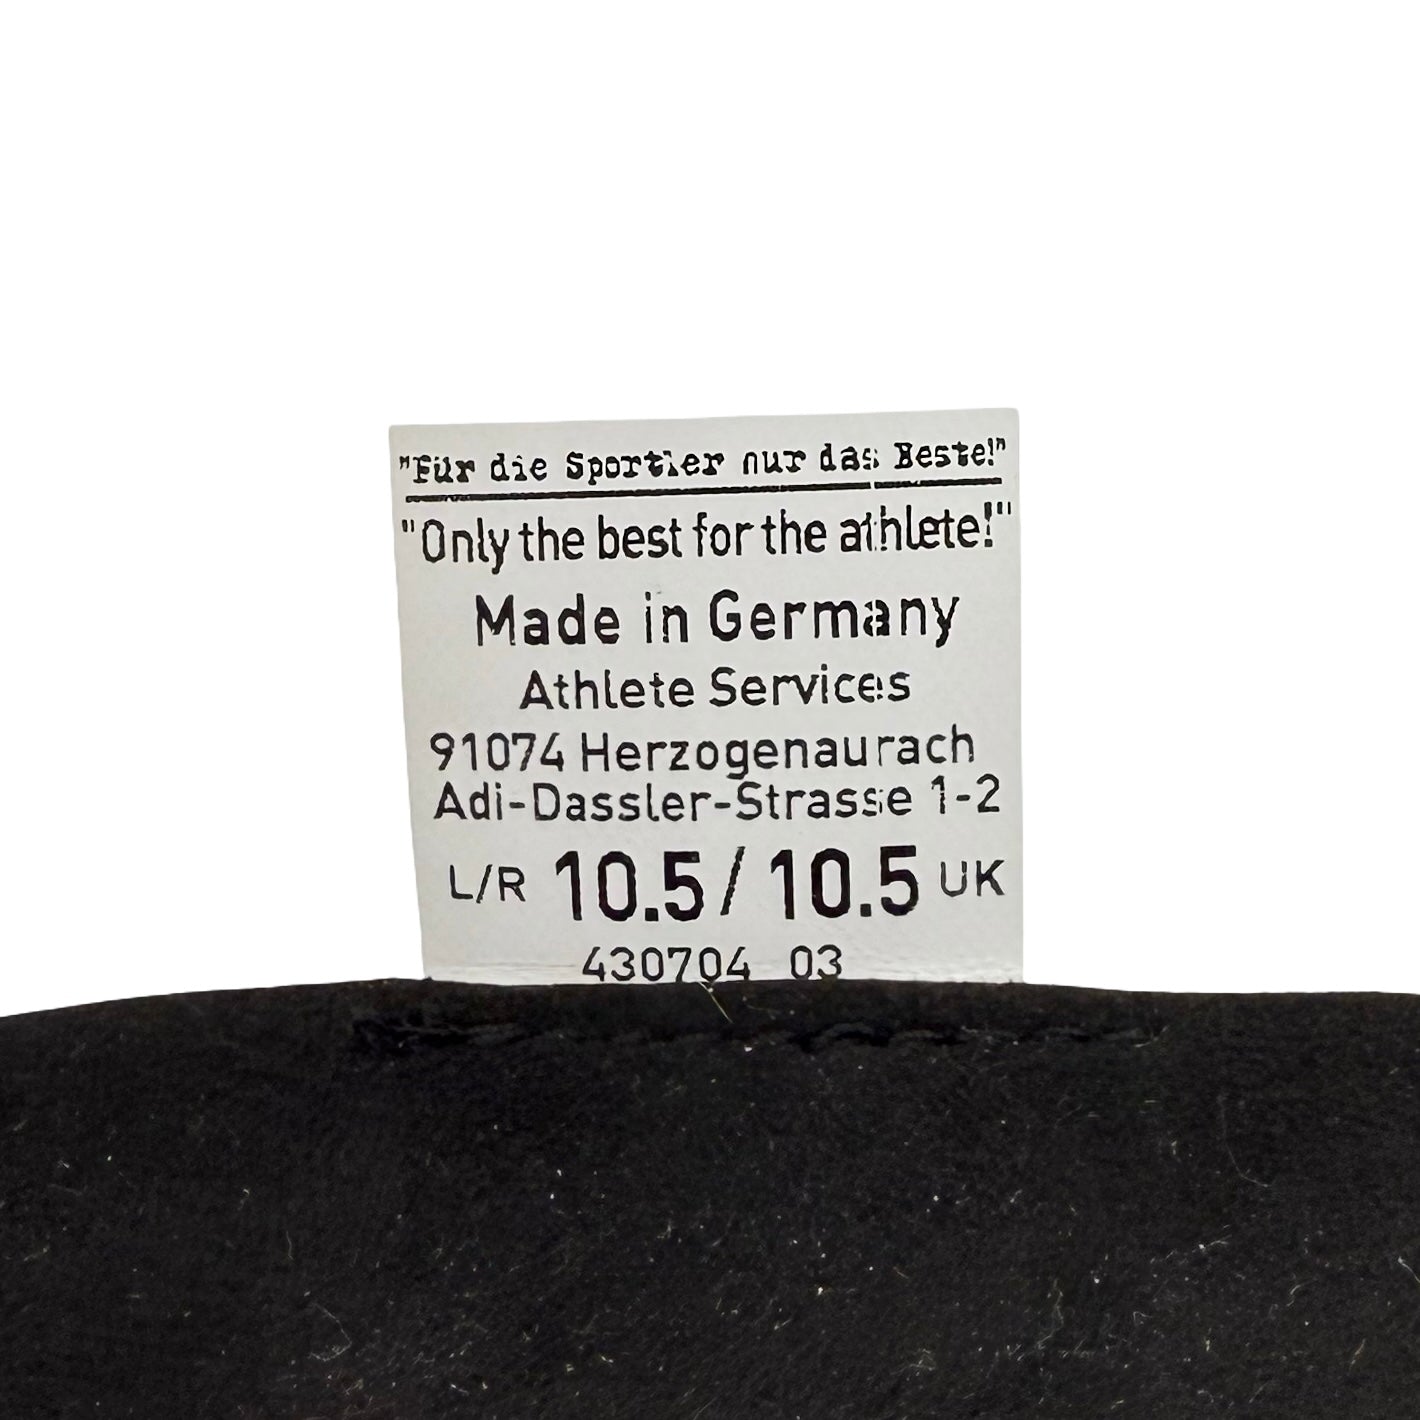 "Für die Sportler nur das Beste!"
"Only the best for the athlete!"
Made in Germany
Athlete Services
91074 Herzogenaurach
Adi-Dassler-Strasse 1-2
L/R 10.5 / 10.5 UK
430704 03